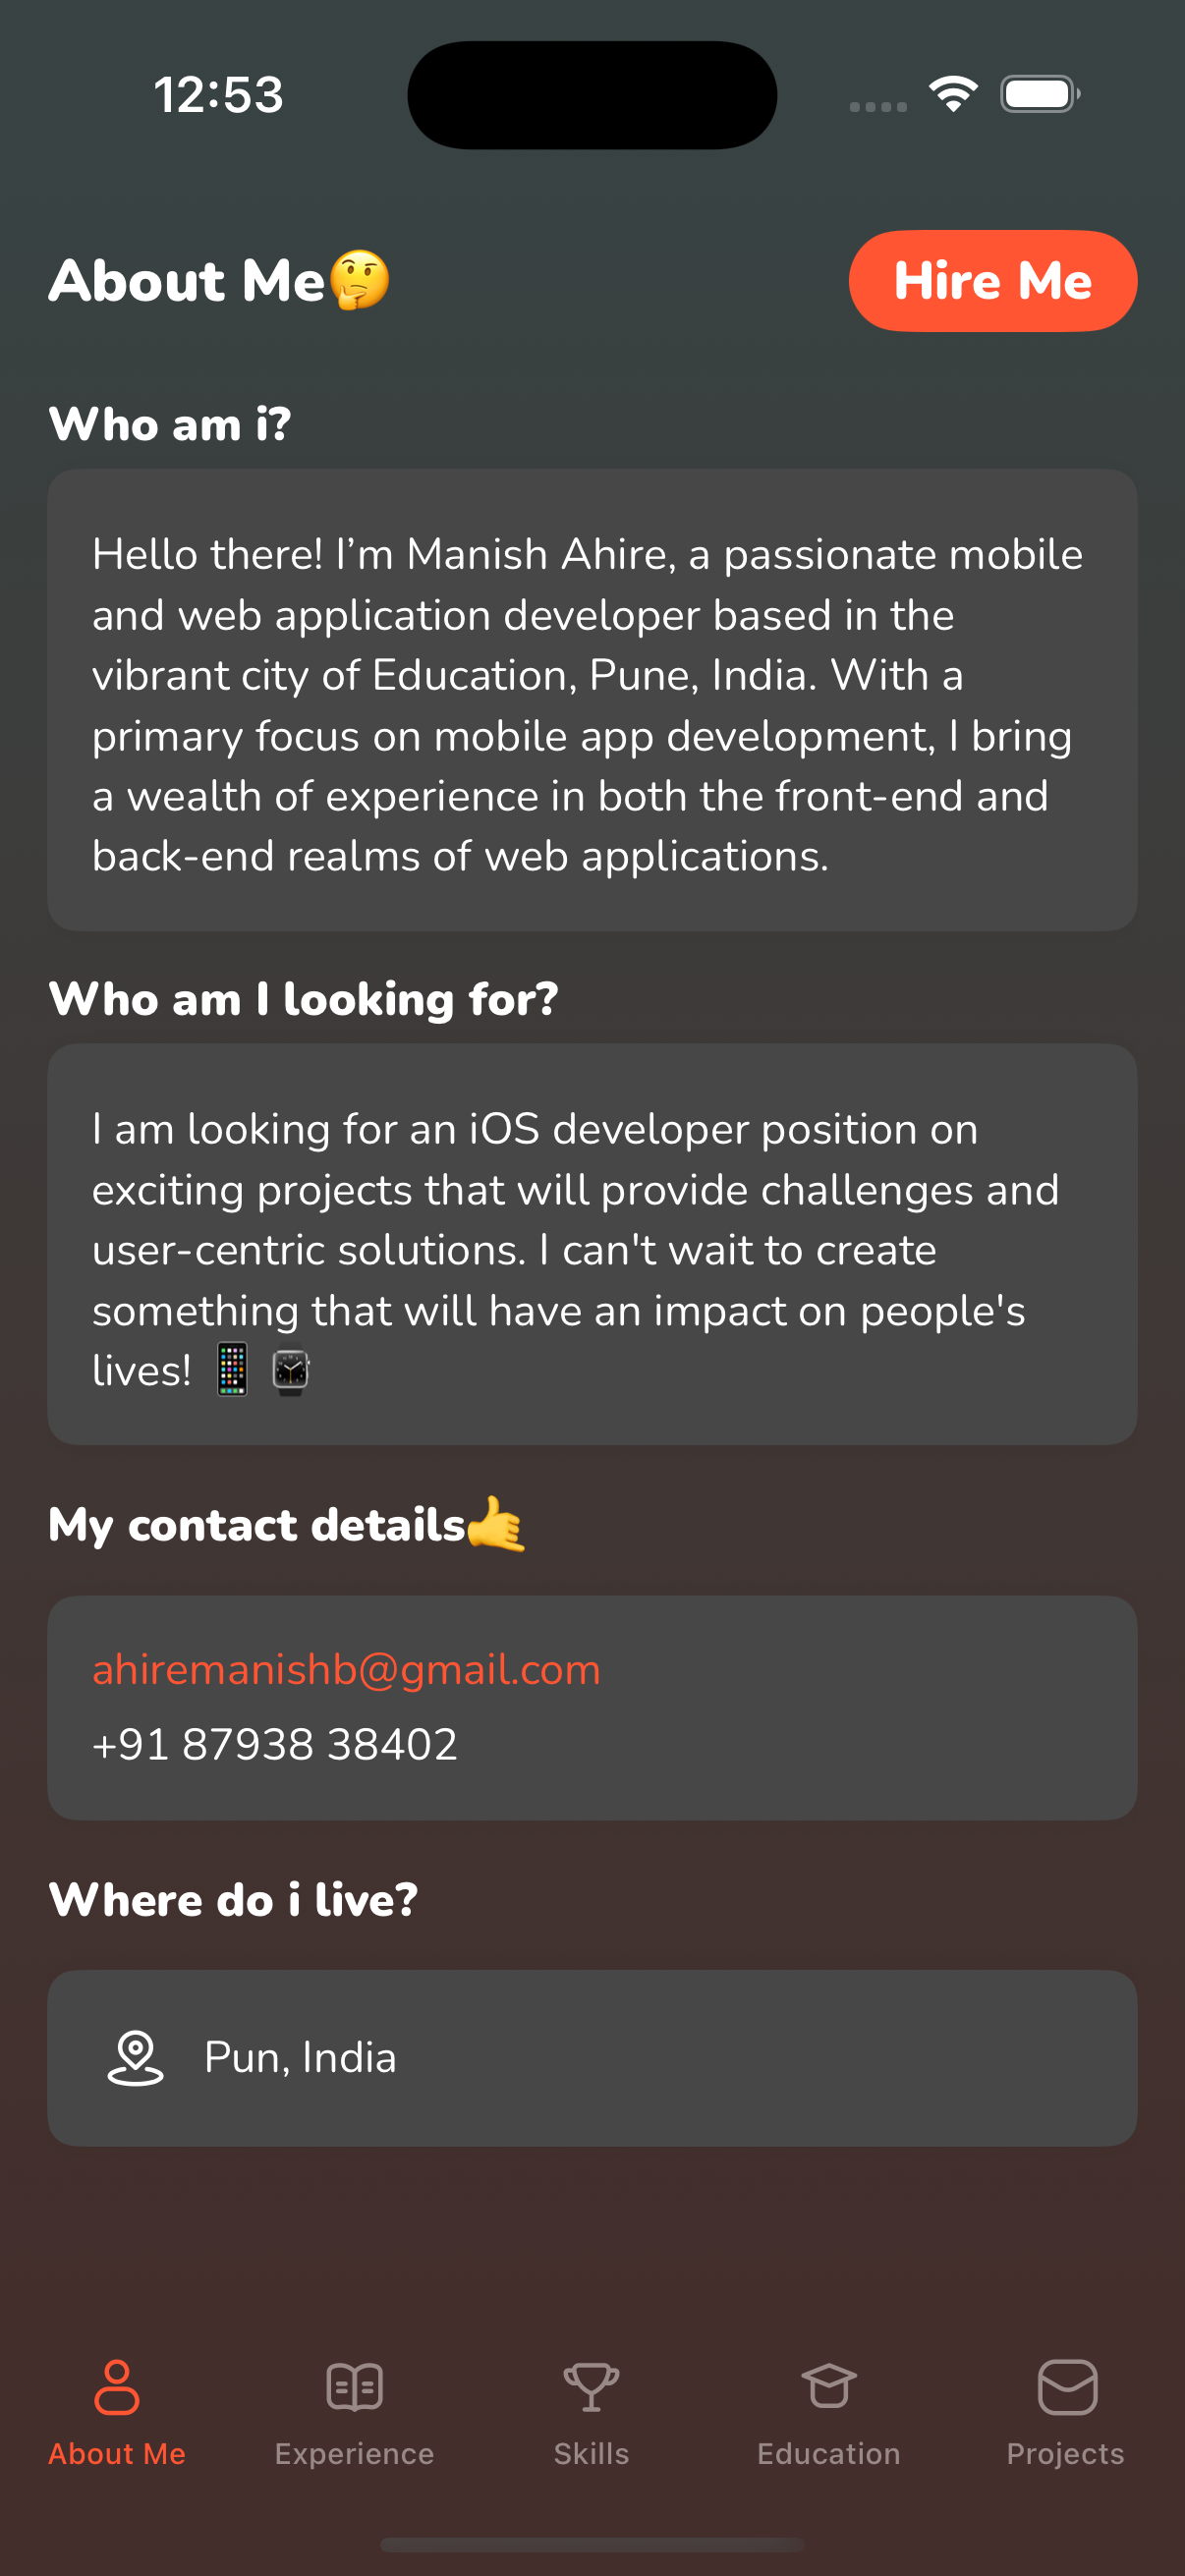 12:53
About Me🤔
Hire Me
Who am i?
Hello there! I’m Manish Ahire, a passionate mobile
and web application developer based in the
vibrant city of Education, Pune, India. With a
primary focus on mobile app development, I bring
a wealth of experience in both the front-end and
back-end realms of web applications.
Who am I looking for?
I am looking for an iOS developer position on
exciting projects that will provide challenges and
user-centric solutions. I can't wait to create
something that will have an impact on people's
lives! 📱 ⌚
My contact details🤙
ahiremanishb@gmail.com
+91 87938 38402
Where do i live?
Pun, India
About Me
Experience
Skills
Education
Projects